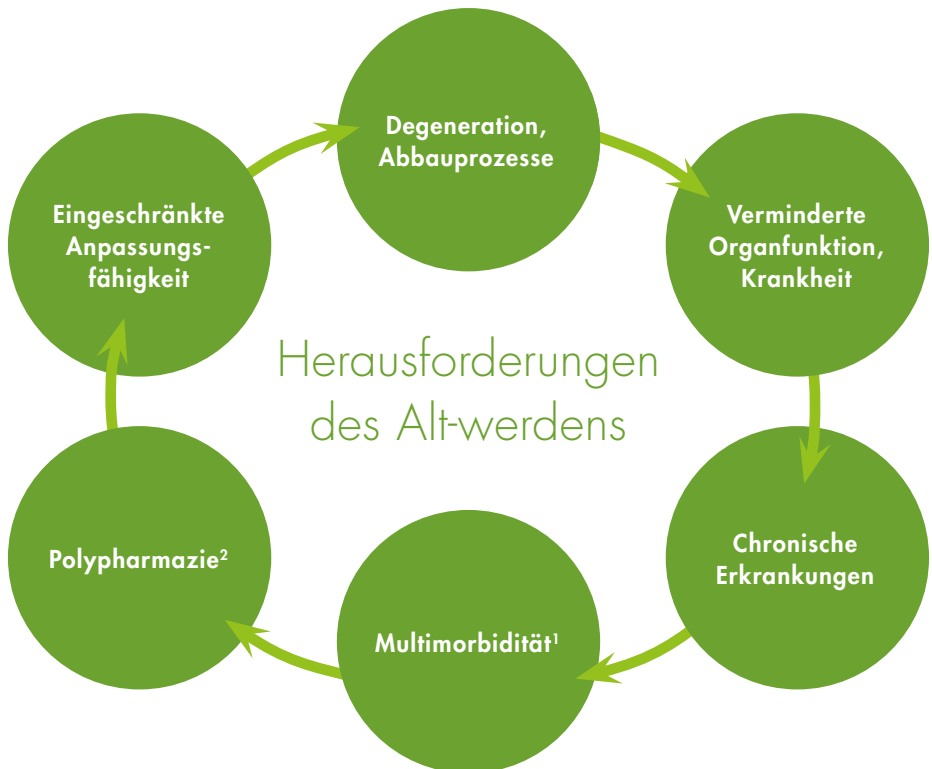 Degeneration,
Abbauprozesse
Verminderte
Organfunktion,
Krankheit
Chronische
Erkrankungen
Multimorbidität¹
Polypharmazie²
Eingeschränkte
Anpassungs-
fähigkeit
Herausforderungen
des Alt-werdens